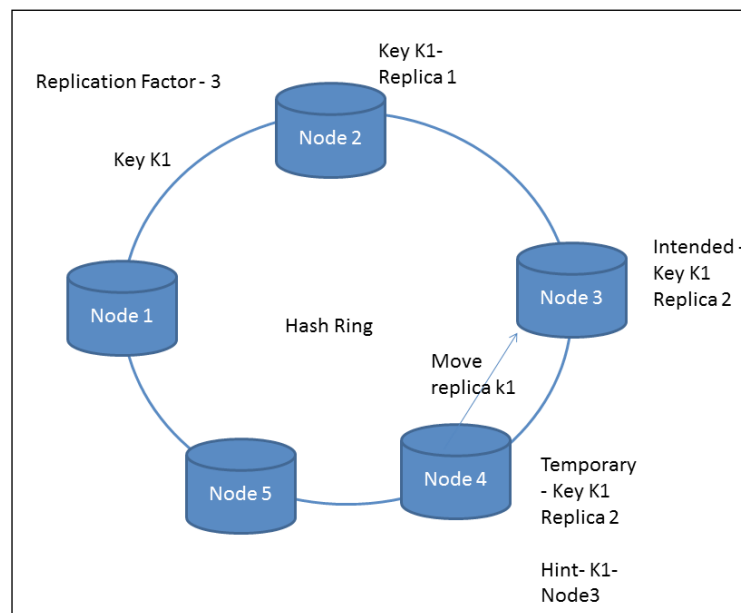 Replication Factor - 3
Key K1-
Replica 1
Node 2
Key K1
Node 1
Hash Ring
Node 3
Intended -
Key K1
Replica 2
Move
replica k1
Node 5
Node 4
Temporary
- Key K1
Replica 2
Hint- K1-
Node3